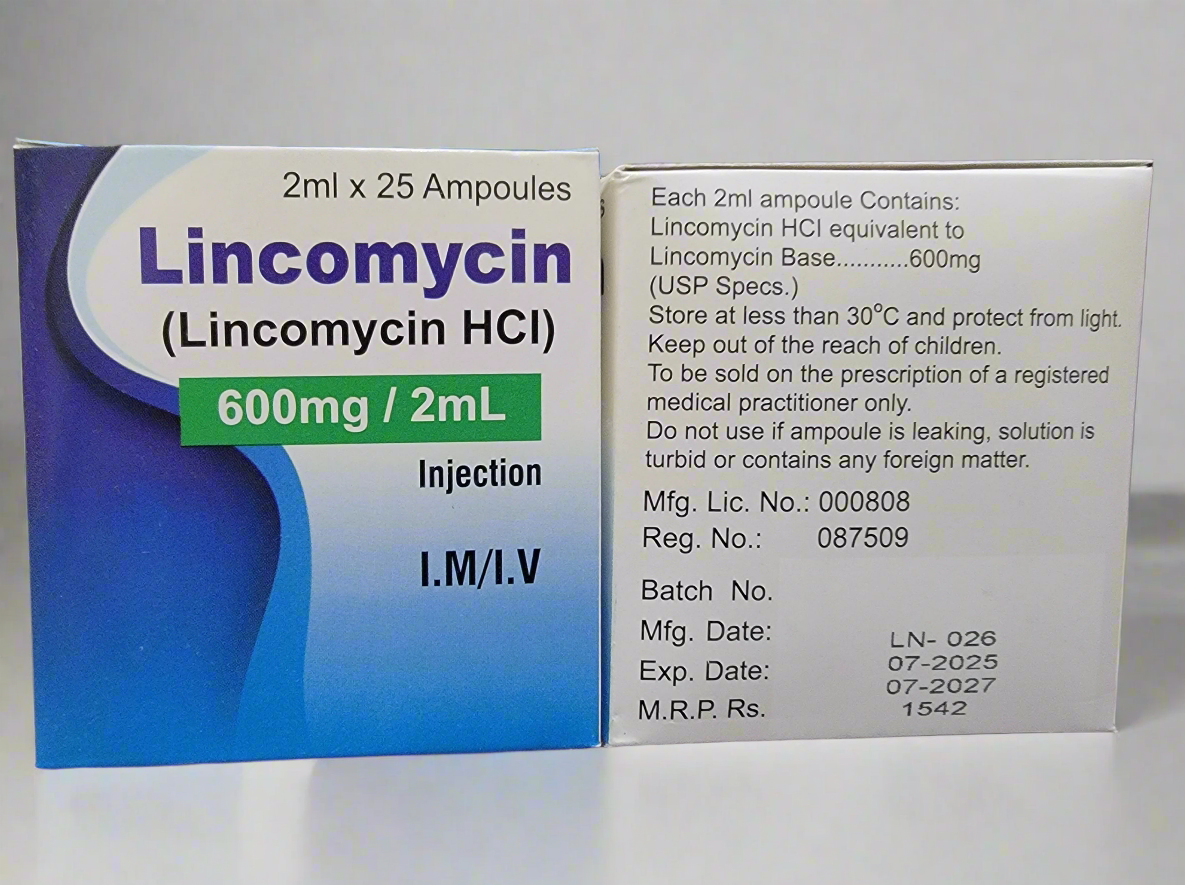 2ml x 25 Ampoules
Lincomycin
(Lincomycin HCl)
600mg / 2mL
Injection
I.M/I.V
Each 2ml ampoule Contains:
Lincomycin HCl equivalent to
Lincomycin Base...........600mg
(USP Specs.)
Store at less than 30°C and protect from light.
Keep out of the reach of children.
To be sold on the prescription of a registered
medical practitioner only.
Do not use if ampoule is leaking, solution is
turbid or contains any foreign matter.
Mfg. Lic. No.: 000808
Reg. No.: 087509
Batch No.
Mfg. Date:
Exp. Date:
M.R.P. Rs.
LN- 026
07-2025
07-2027
1542